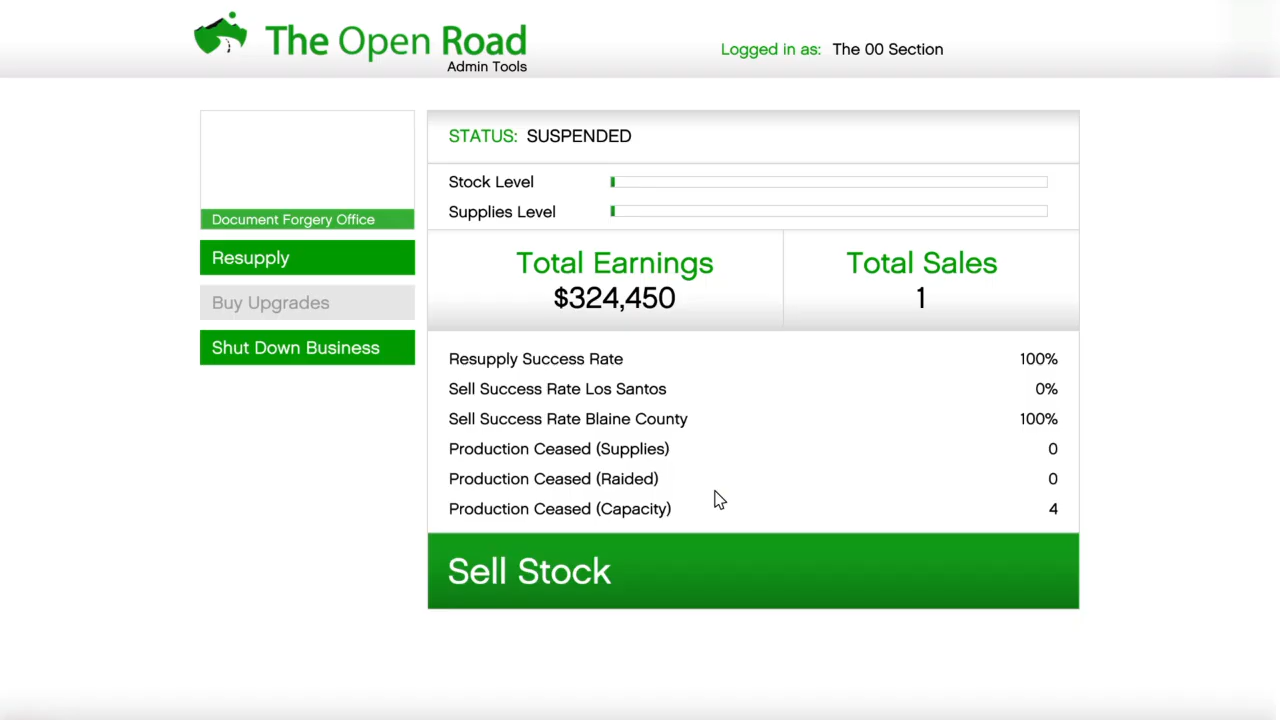 The Open Road
Admin Tools
Logged in as: The 00 Section
Document Forgery Office
Resupply
Buy Upgrades
Shut Down Business
STATUS: SUSPENDED
Stock Level
Supplies Level
Total Earnings
$324,450
Total Sales
1
Resupply Success Rate 100%
Sell Success Rate Los Santos 0%
Sell Success Rate Blaine County 100%
Production Ceased (Supplies) 0
Production Ceased (Raided) 0
Production Ceased (Capacity) 4
Sell Stock